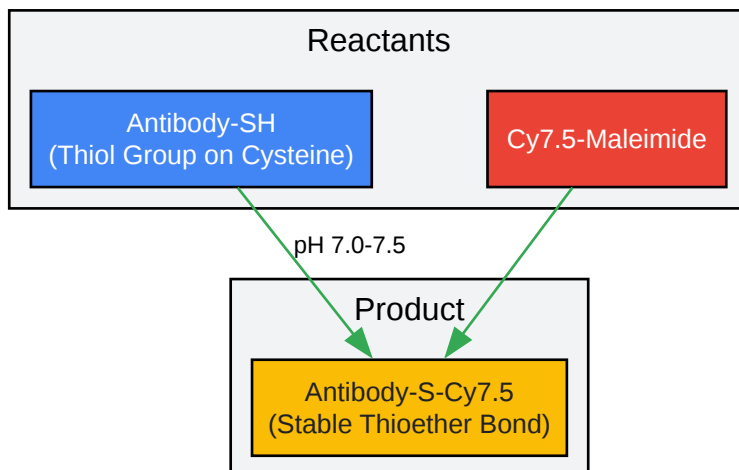 Reactants
Antibody-SH
(Thiol Group on Cysteine)
Cy7.5-Maleimide
pH 7.0-7.5
Product
Antibody-S-Cy7.5
(Stable Thioether Bond)